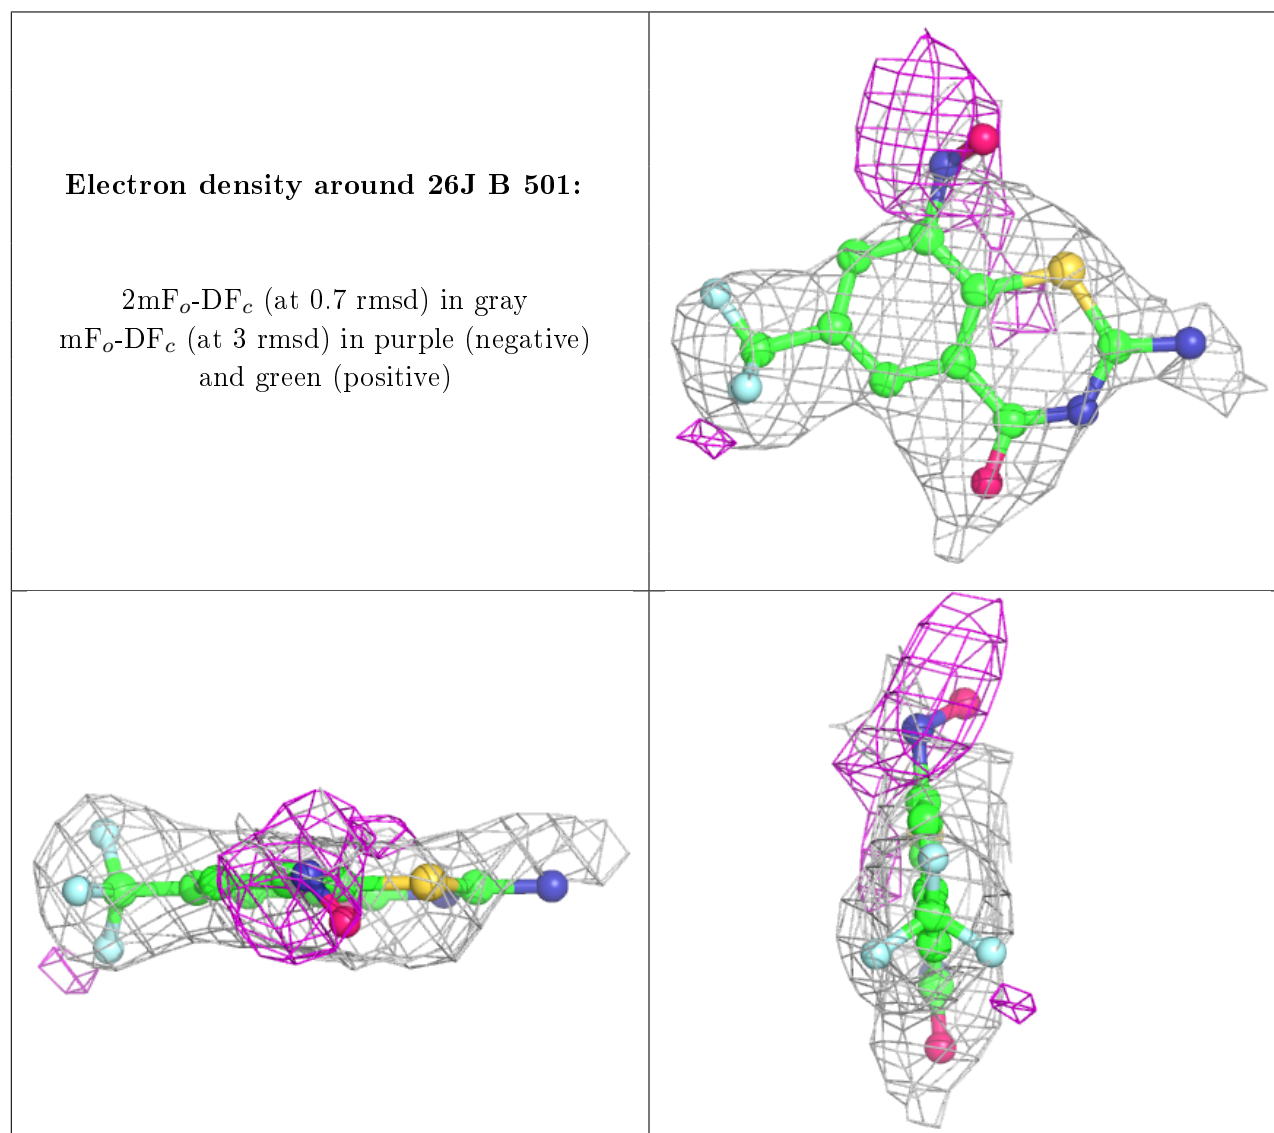 Electron density around 26J B 501:
2mFo-DFc (at 0.7 rmsd) in gray
mFo-DFc (at 3 rmsd) in purple (negative)
and green (positive)